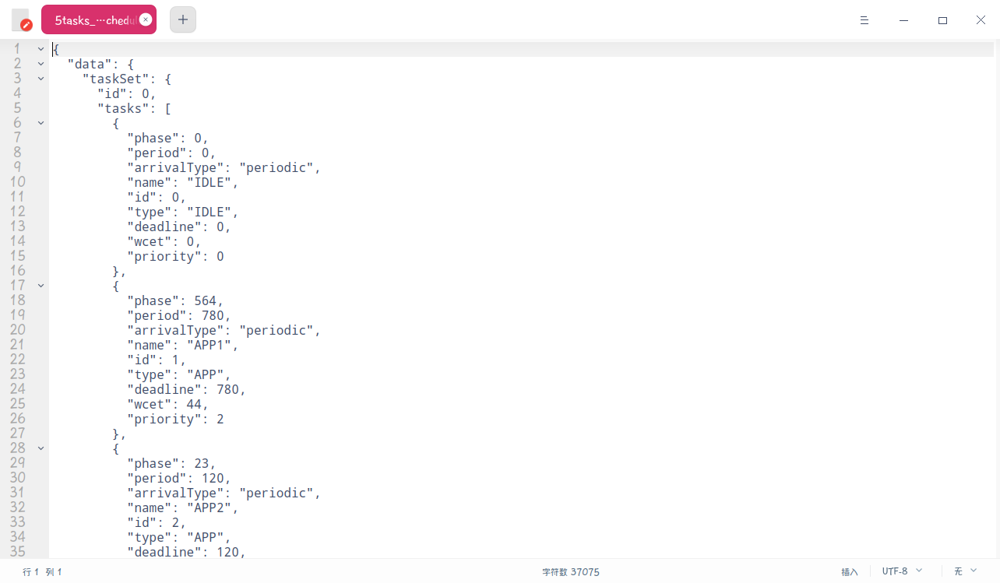 5tasks_···chedul
1 {
2 "data": {
3 "taskSet": {
4 "id": 0,
5 "tasks": [
6 {
7 "phase": 0,
8 "period": 0,
9 "arrivalType": "periodic",
10 "name": "IDLE",
11 "id": 0,
12 "type": "IDLE",
13 "deadline": 0,
14 "wcet": 0,
15 "priority": 0
16 },
17 {
18 "phase": 564,
19 "period": 780,
20 "arrivalType": "periodic",
21 "name": "APP1",
22 "id": 1,
23 "type": "APP",
24 "deadline": 780,
25 "wcet": 44,
26 "priority": 2
27 },
28 {
29 "phase": 23,
30 "period": 120,
31 "arrivalType": "periodic",
32 "name": "APP2",
33 "id": 2,
34 "type": "APP",
35 "deadline": 120,
行 1 列 1 字符数 37075 插入 UTF-8 无